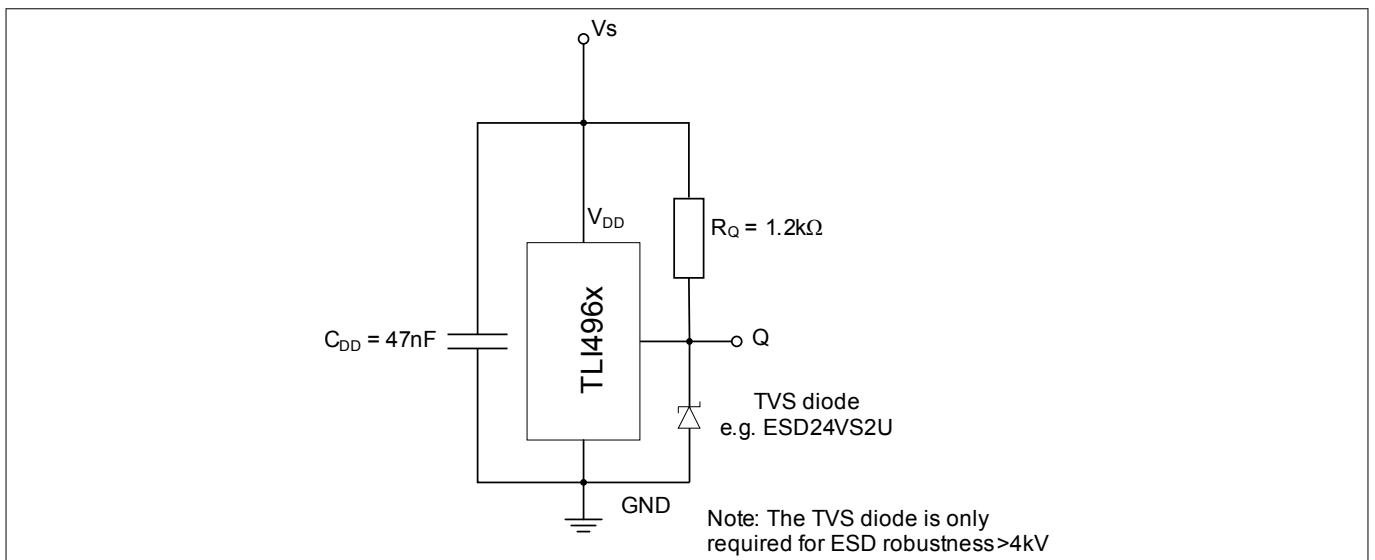 Vs
V_DD
R_Q = 1.2kΩ
TLI496x
C_DD = 47nF
Q
TVS diode
e.g. ESD24VS2U
GND
Note: The TVS diode is only
required for ESD robustness>4kV